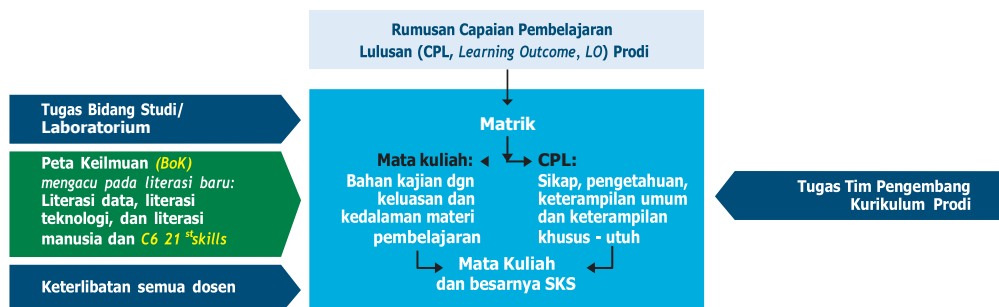 Rumusan Capaian Pembelajaran
Lulusan (CPL, Learning Outcome, LO) Prodi
Tugas Bidang Studi/
Laboratorium
Peta Keilmuan (BoK)
mengacu pada literasi baru:
Literasi data, literasi
teknologi, dan literasi
manusia dan C6 21 st skills
Keterlibatan semua dosen
Matrik
Mata kuliah:
Bahan kajian dgn
keluasan dan
kedalaman materi
pembelajaran
CPL:
Sikap, pengetahuan,
keterampilan umum
dan keterampilan
khusus - utuh
Mata Kuliah
dan besarnya SKS
Tugas Tim Pengembang
Kurikulum Prodi